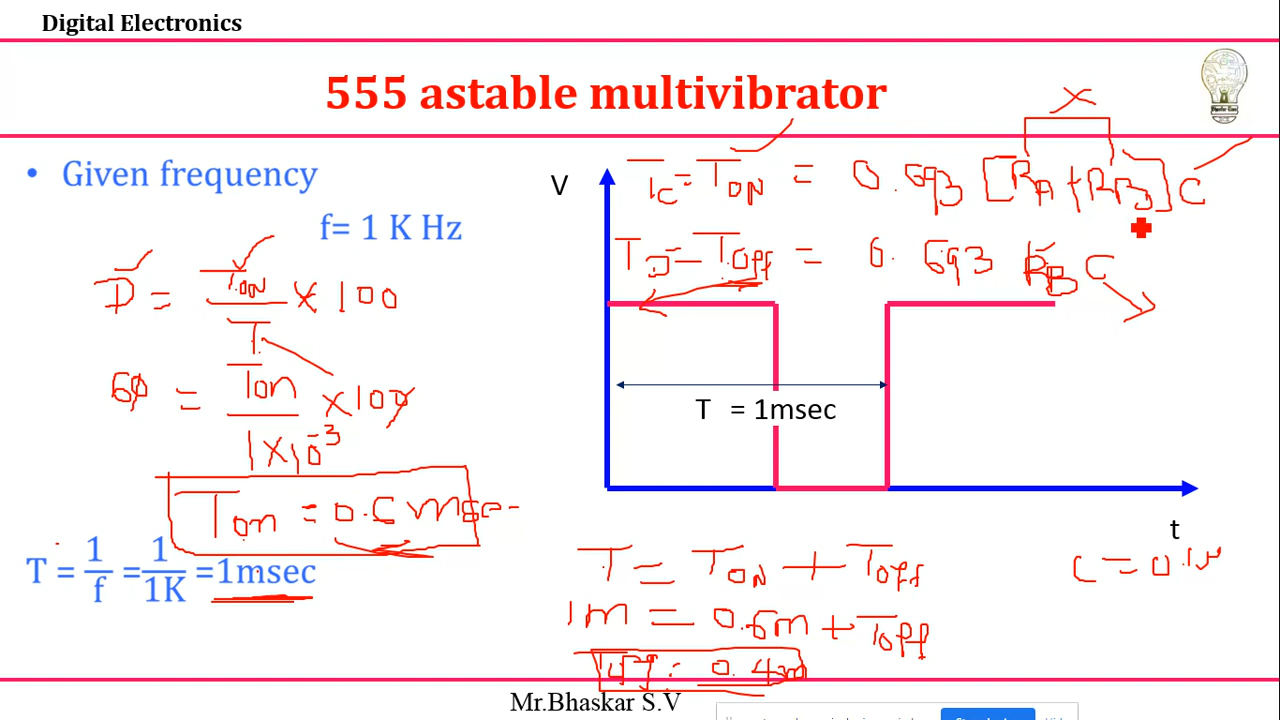 Digital Electronics
555 astable multivibrator
X
• Given frequency
f= 1 K Hz
V
Tc = TON = 0.693 [RA + RB] C
TD = Toff = 0.693 RB C
D = TON / T × 100
60 = Ton / 1×10⁻³ × 100
Ton = 0.6 msec
T = 1/f = 1/1K = 1msec
T = 1msec
t
T = TON + Toff
C = 0.1μ
1m = 0.6m + Toff
Toff = 0.4m
Mr.Bhaskar S.V